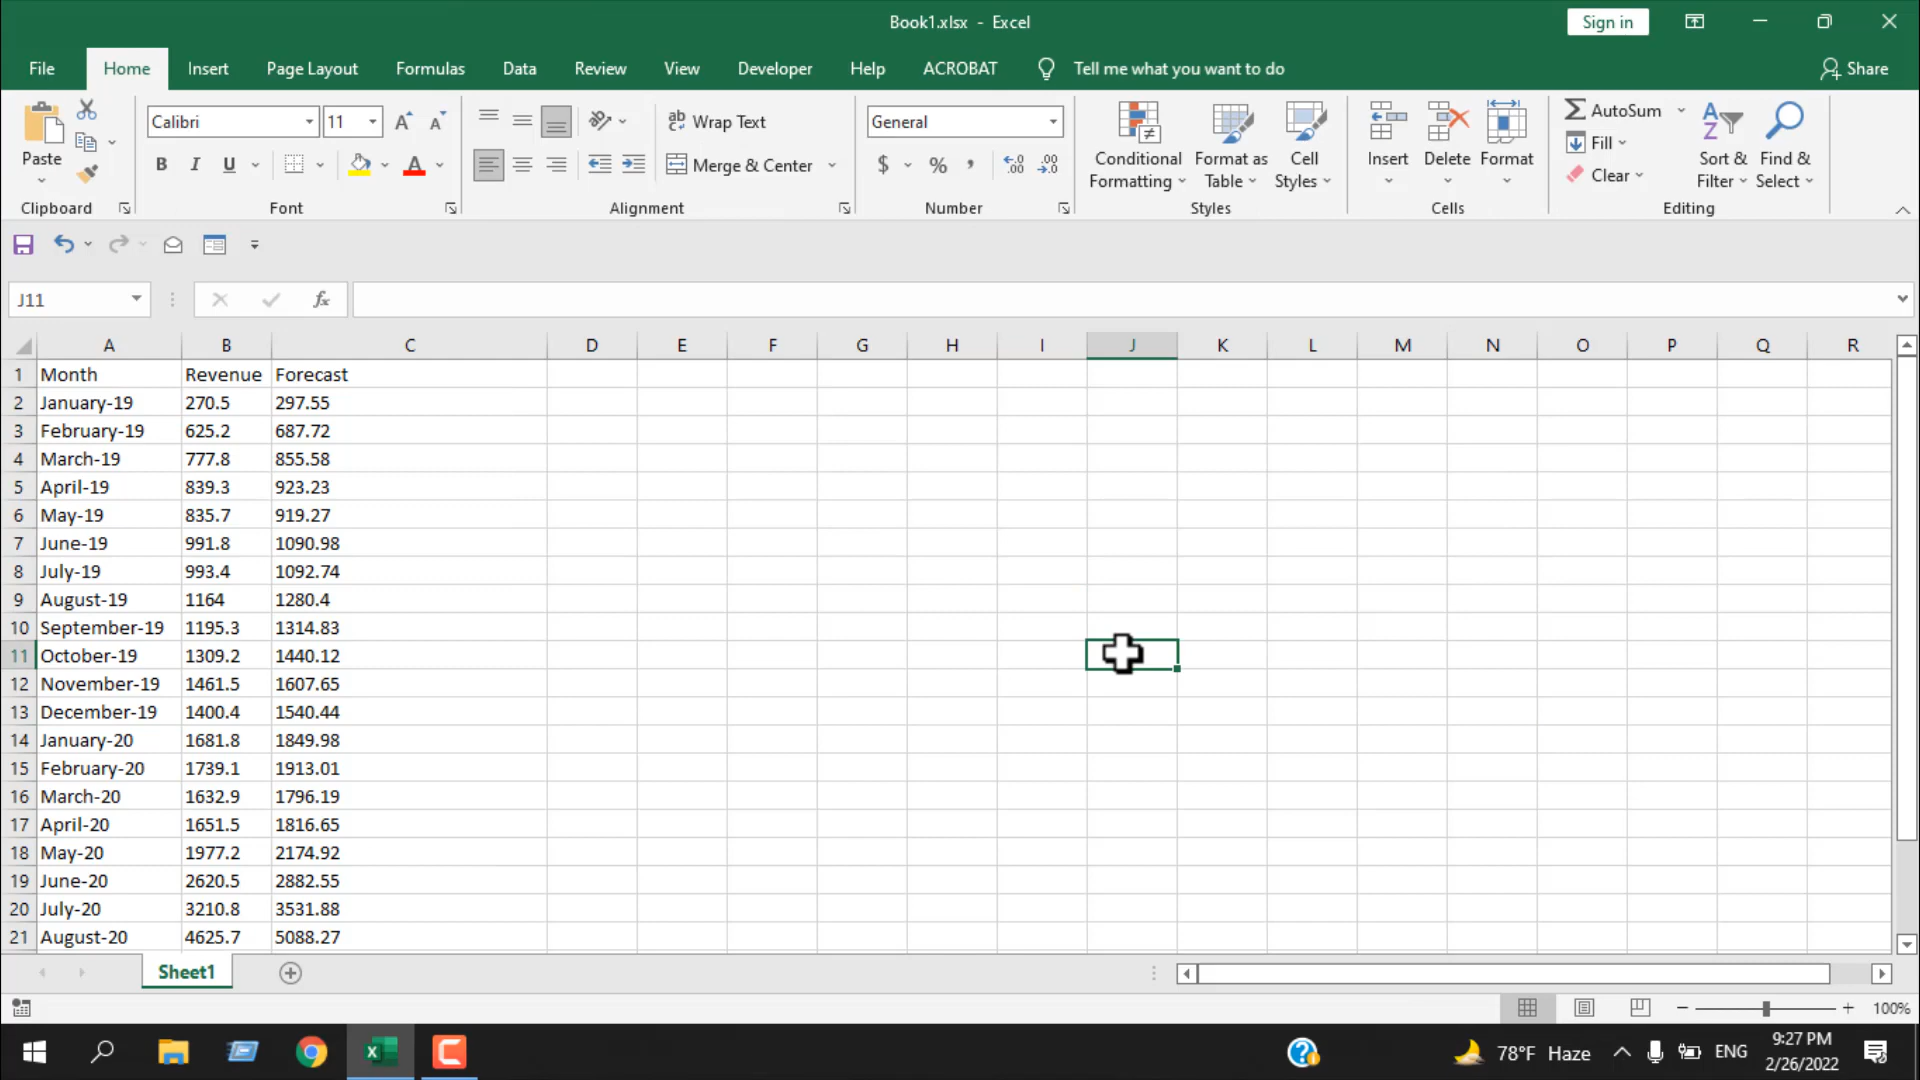 Book1.xlsx - Excel
Sign in
File Home Insert Page Layout Formulas Data Review View Developer Help ACROBAT Tell me what you want to do Share
Paste
Clipboard
Calibri 11
B I U
A
Font
ab Wrap Text
Merge & Center
Alignment
General
$ % ,
Number
Conditional Formatting
Format as Table
Cell Styles
Styles
Insert Delete Format
Cells
AutoSum
Fill
Clear
Sort & Filter
Find & Select
Editing
J11 fx
A B C D E F G H I J K L M N O P Q R
1 Month Revenue Forecast
2 January-19 270.5 297.55
3 February-19 625.2 687.72
4 March-19 777.8 855.58
5 April-19 839.3 923.23
6 May-19 835.7 919.27
7 June-19 991.8 1090.98
8 July-19 993.4 1092.74
9 August-19 1164 1280.4
10 September-19 1195.3 1314.83
11 October-19 1309.2 1440.12
12 November-19 1461.5 1607.65
13 December-19 1400.4 1540.44
14 January-20 1681.8 1849.98
15 February-20 1739.1 1913.01
16 March-20 1632.9 1796.19
17 April-20 1651.5 1816.65
18 May-20 1977.2 2174.92
19 June-20 2620.5 2882.55
20 July-20 3210.8 3531.88
21 August-20 4625.7 5088.27
Sheet1
100%
78°F Haze ENG 9:27 PM
2/26/2022